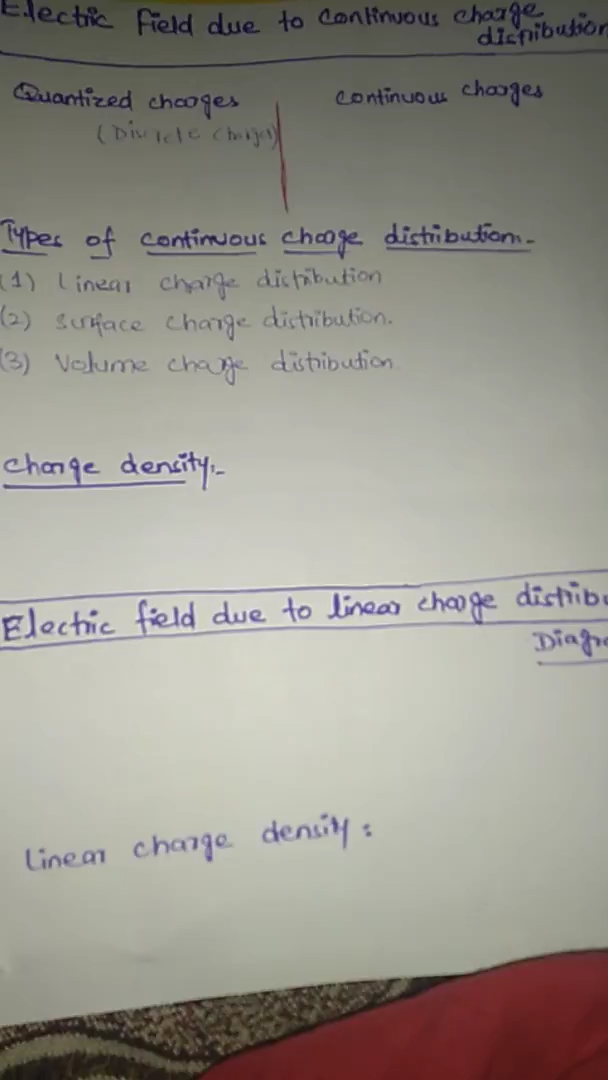 Electric field due to continuous charge
distribution
Quantized charges
continuous charges
(Discrete charges)
Types of continuous charge distribution:-
(1) Linear charge distribution
(2) surface charge distribution.
(3) Volume charge distribution
charge density:-
Electric field due to linear charge distrib
Diagr
Linear charge density :